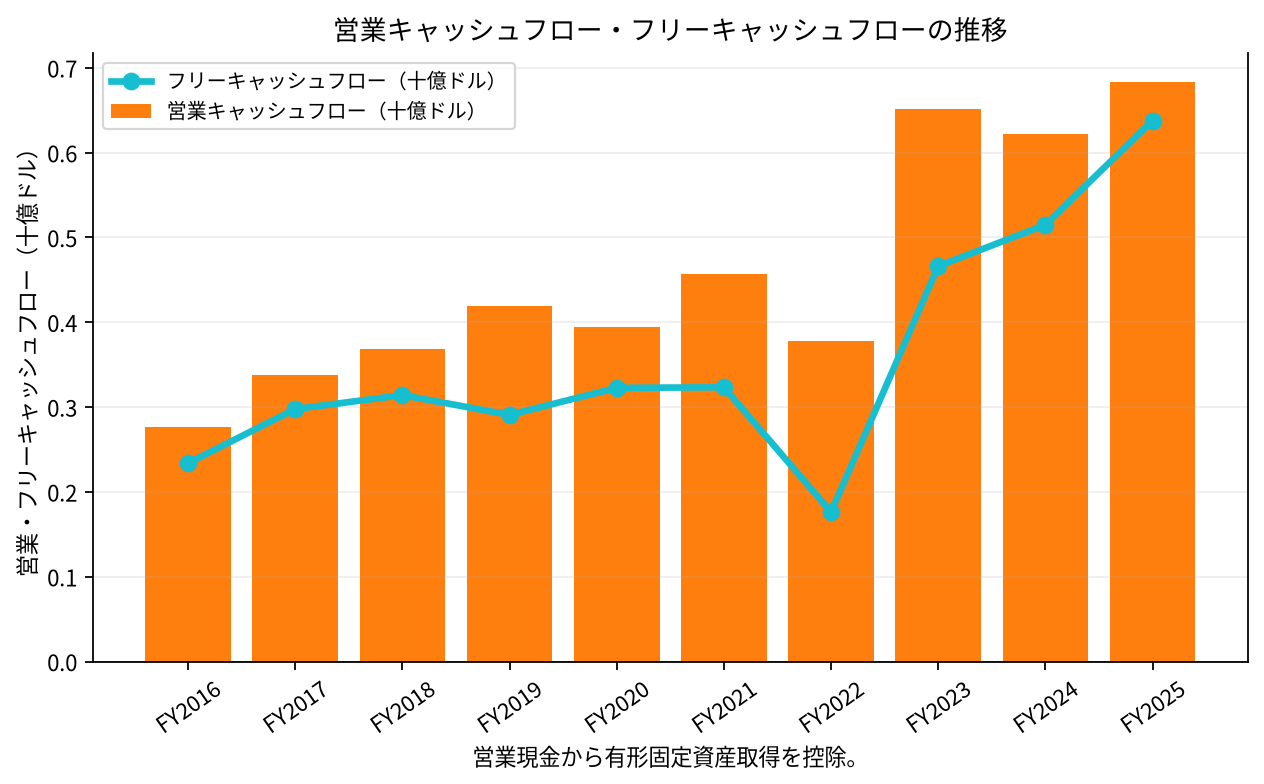 営業キャッシュフロー・フリーキャッシュフローの推移
フリーキャッシュフロー（十億ドル）
営業キャッシュフロー（十億ドル）
営業・フリーキャッシュフロー（十億ドル）
0.7
0.6
0.5
0.4
0.3
0.2
0.1
0.0
FY2016
FY2017
FY2018
FY2019
FY2020
FY2021
FY2022
FY2023
FY2024
FY2025
営業現金から有形固定資産取得を控除。